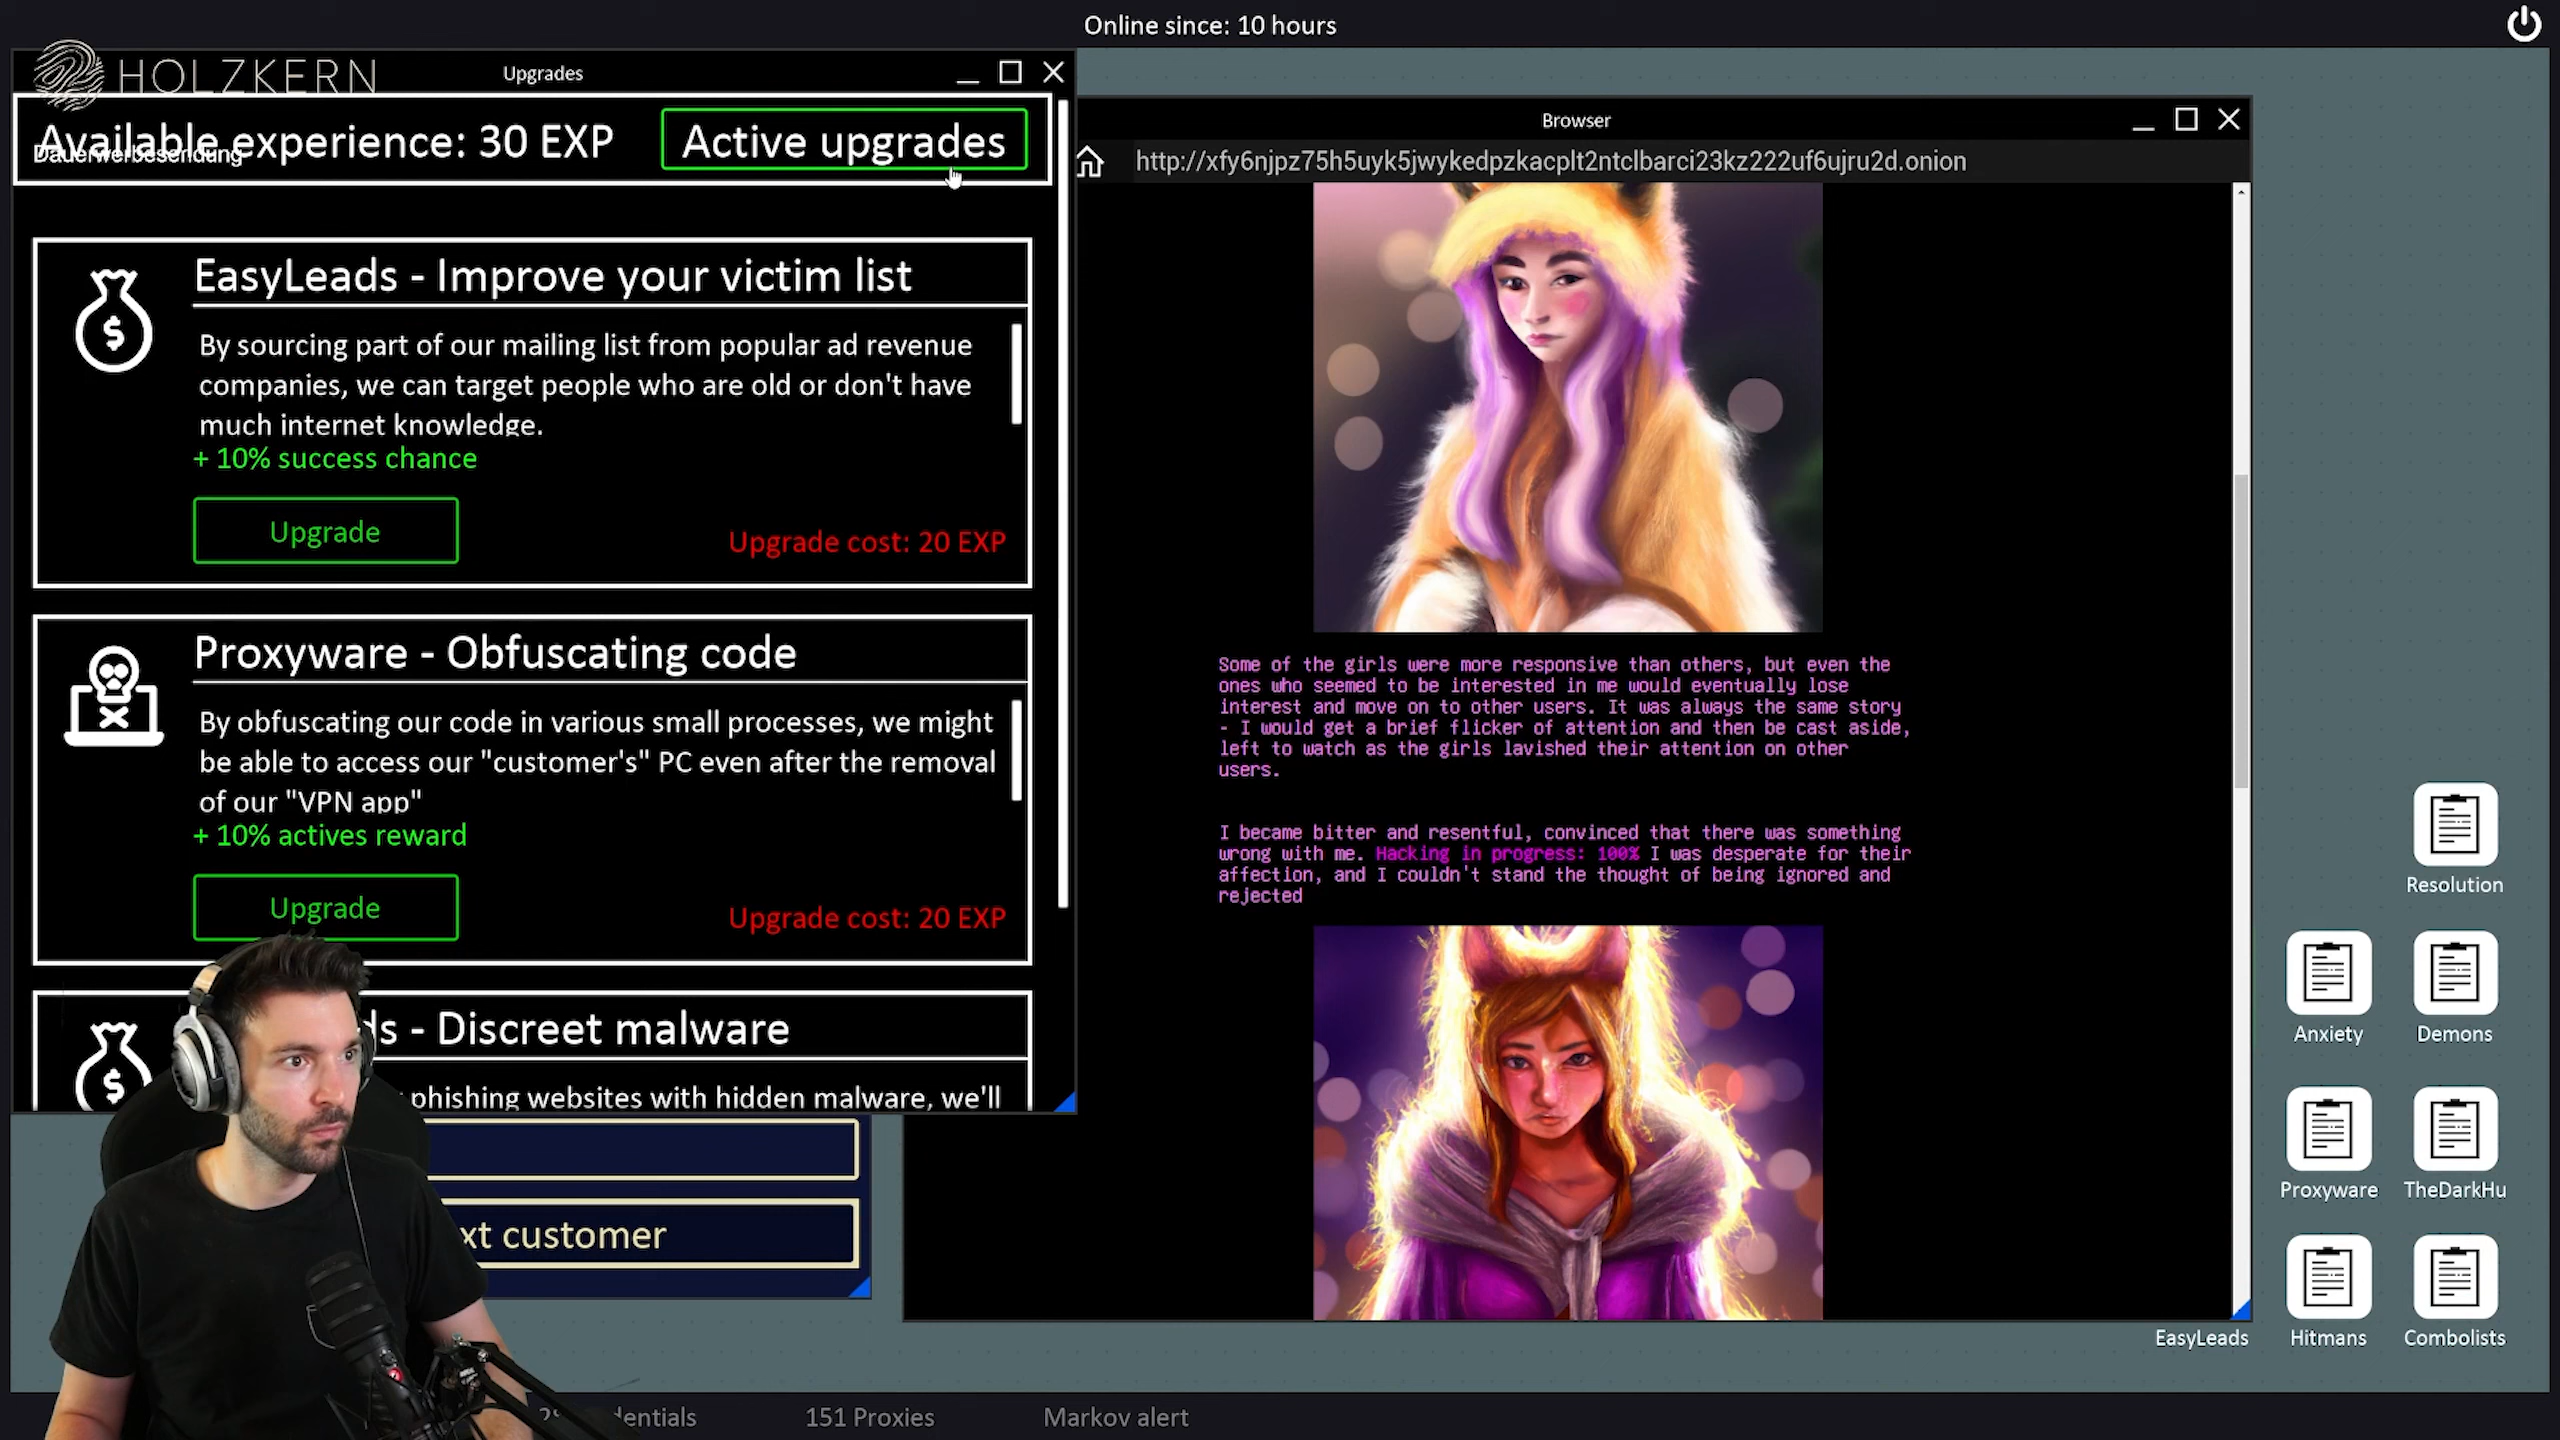 Online since: 10 hours
HOLZKERN
Upgrades
Available experience: 30 EXP
Active upgrades
Dauerwerbesendung
EasyLeads - Improve your victim list
By sourcing part of our mailing list from popular ad revenue
companies, we can target people who are old or don't have
much internet knowledge.
+ 10% success chance
Upgrade
Upgrade cost: 20 EXP
Proxyware - Obfuscating code
By obfuscating our code in various small processes, we might
be able to access our "customer's" PC even after the removal
of our "VPN app"
+ 10% actives reward
Upgrade
Upgrade cost: 20 EXP
ds - Discreet malware
phishing websites with hidden malware, we'll
xt customer
Browser
http://xfy6njpz75h5uyk5jwykedpzkacplt2ntclbarci23kz222uf6ujru2d.onion
Some of the girls were more responsive than others, but even the
ones who seemed to be interested in me would eventually lose
interest and move on to other users. It was always the same story
- I would get a brief flicker of attention and then be cast aside,
left to watch as the girls lavished their attention on other
users.
I became bitter and resentful, convinced that there was something
wrong with me. Hacking in progress: 100% I was desperate for their
affection, and I couldn't stand the thought of being ignored and
rejected
Resolution
Anxiety
Demons
Proxyware
TheDarkHu
EasyLeads
Hitmans
Combolists
dentials
151 Proxies
Markov alert